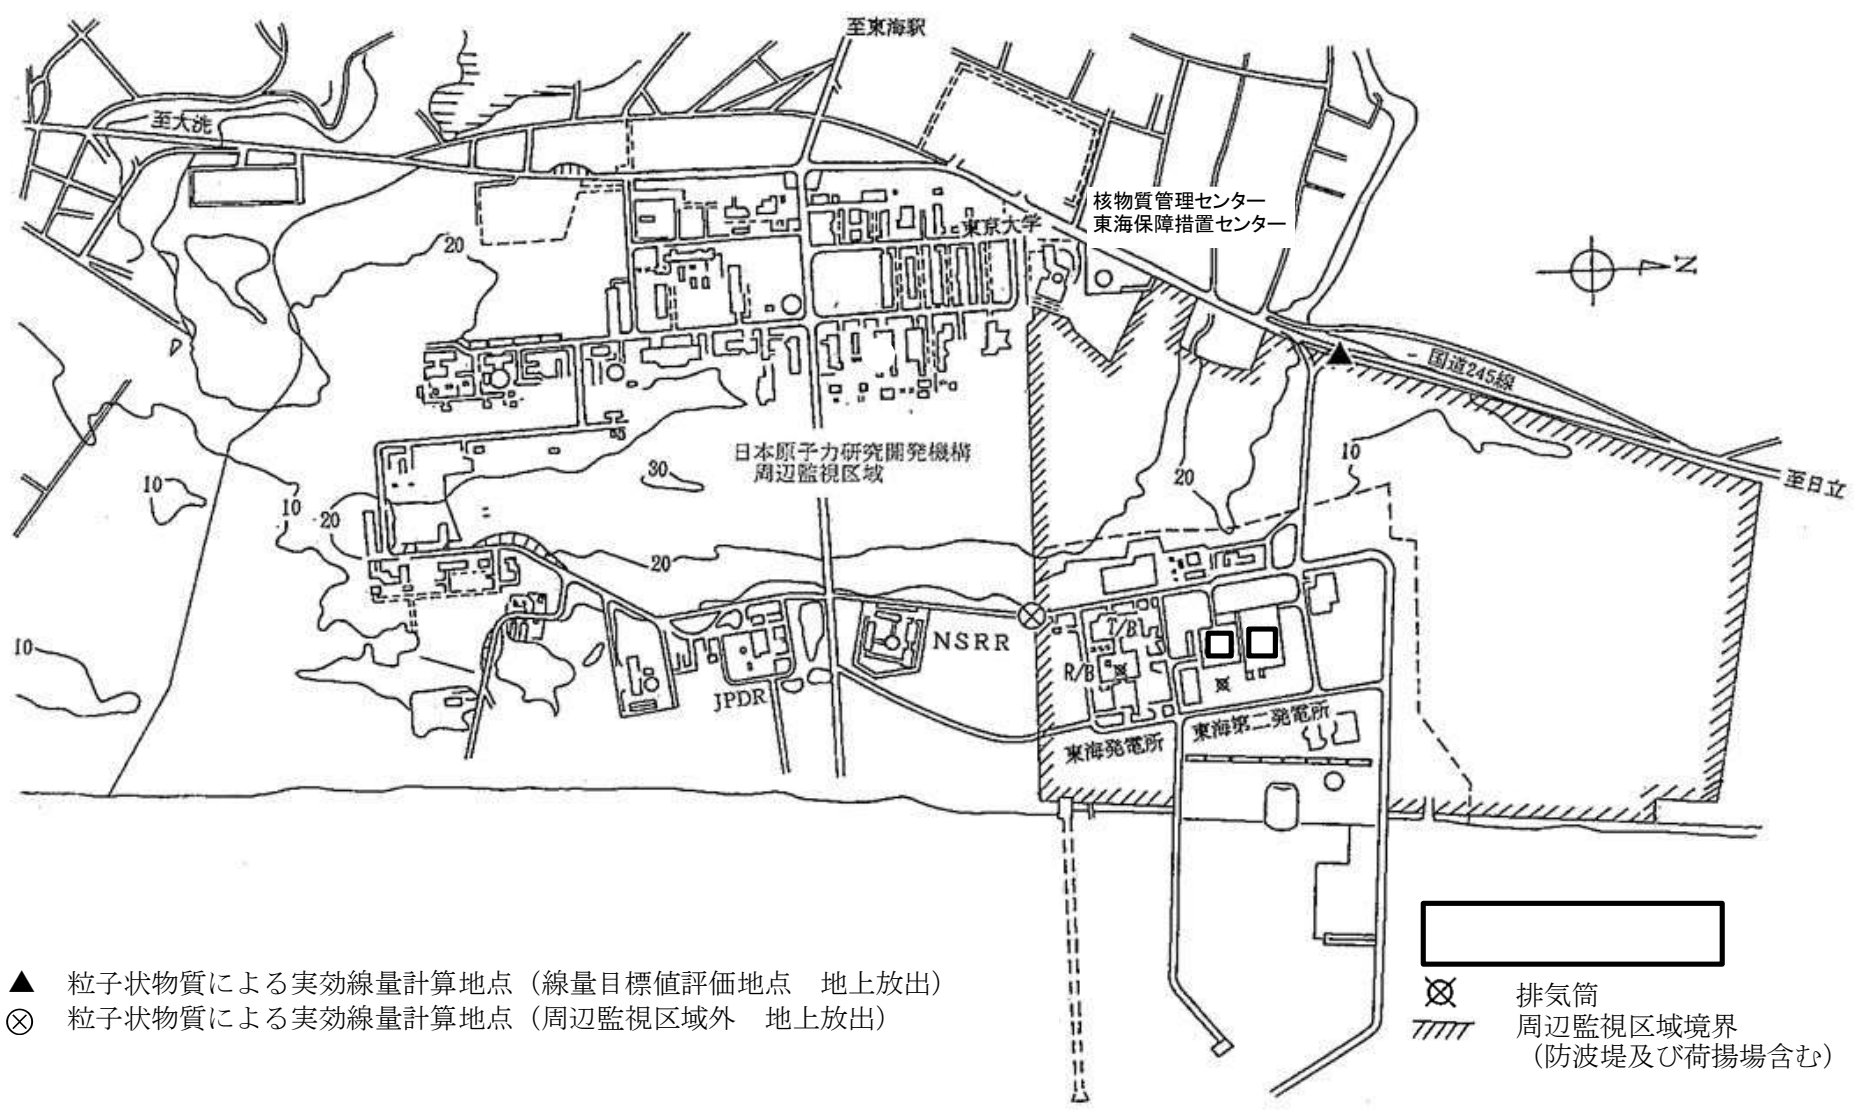 至東海駅
至大洗
核物質管理センター
東海保障措置センター
東京大学
N
20
国道245線
日本原子力研究開発機構
周辺監視区域
30
10
20
10
至日立
10
20
20
10
T/B
NSRR
R/B
JPDR
東海第二発電所
東海発電所
▲ 粒子状物質による実効線量計算地点(線量目標値評価地点 地上放出)
⊗ 粒子状物質による実効線量計算地点(周辺監視区域外 地上放出)
排気筒
周辺監視区域境界
(防波堤及び荷揚場含む)